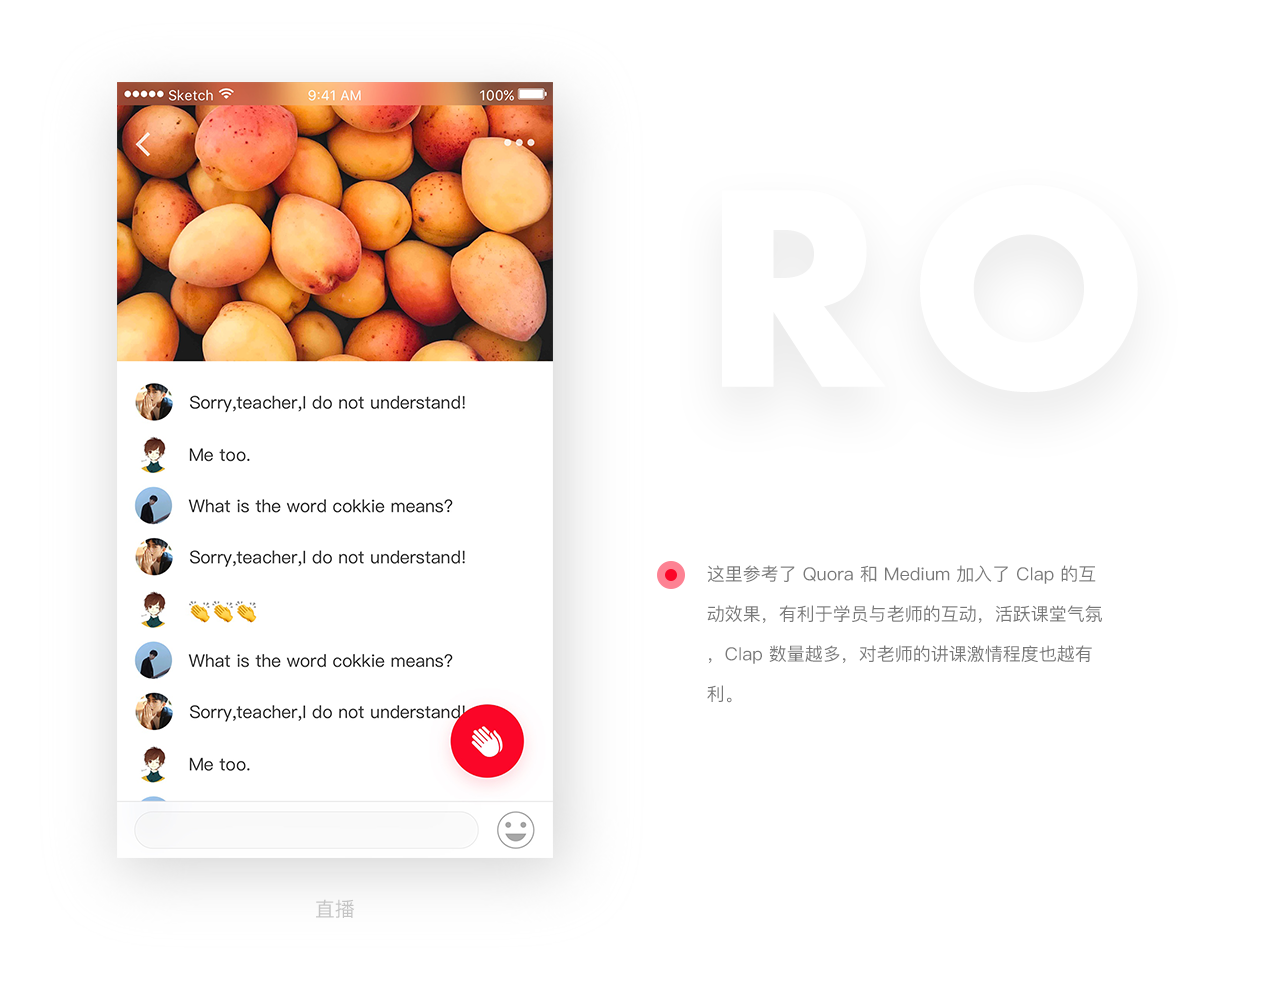 Sketch 9:41 AM 100%
Sorry,teacher,I do not understand!
Me too.
What is the word cokkie means?
Sorry,teacher,I do not understand!
👏👏👏
What is the word cokkie means?
Sorry,teacher,I do not understand!
Me too.
直播
RO
这里参考了 Quora 和 Medium 加入了 Clap 的互
动效果，有利于学员与老师的互动，活跃课堂气氛
，Clap 数量越多，对老师的讲课激情程度也越有
利。